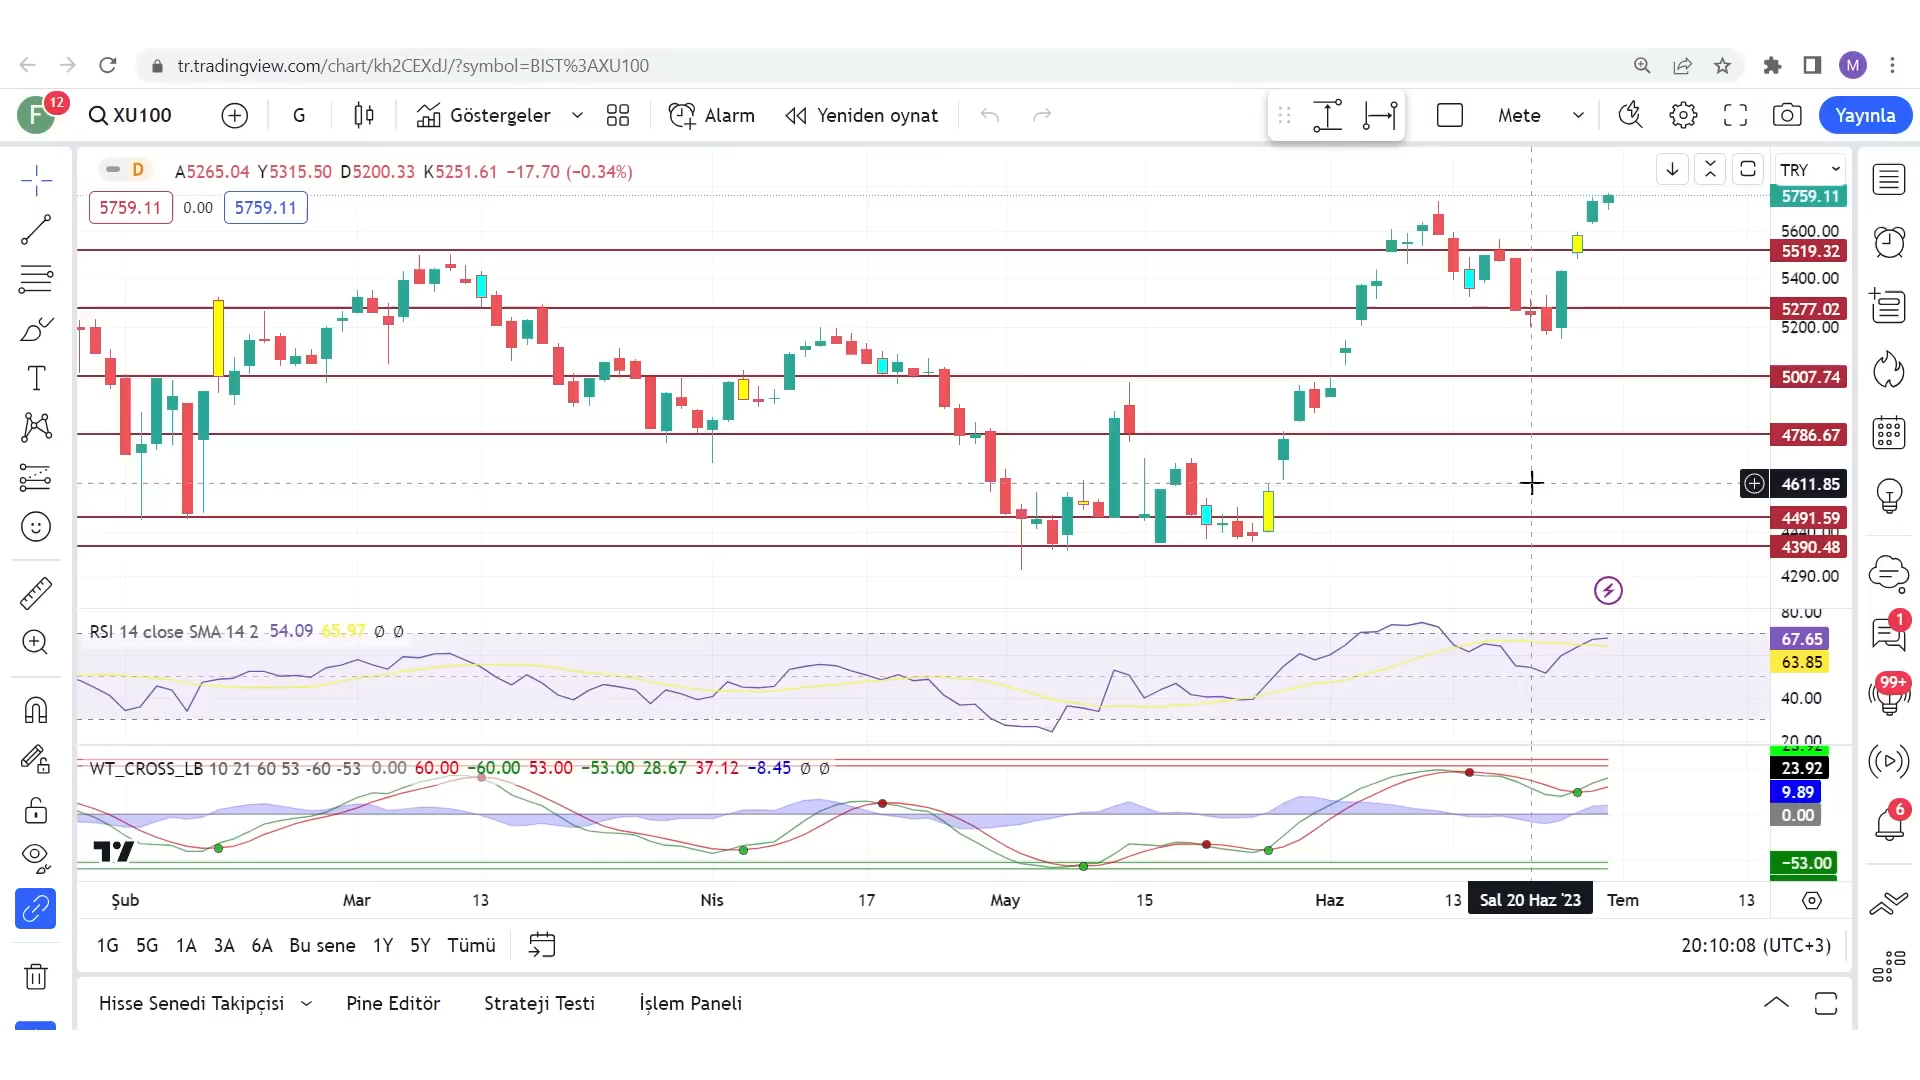 tr.tradingview.com/chart/kh2CEXdJ/?symbol=BIST%3AXU100
M
F 12 XU100 G Göstergeler Alarm Yeniden oynat Mete Yayınla
D A5265.04 Y5315.50 D5200.33 K5251.61 −17.70 (−0.34%)
TRY
5759.11 0.00 5759.11
5759.11
5600.00
5519.32
5400.00
5277.02
5200.00
5007.74
4786.67
4611.85
4491.59
4390.48
4290.00
RSI 14 close SMA 14 2 54.09 65.97 Ø Ø
80.00
67.65
63.85
40.00
20.00
1
99+
6
WT_CROSS_LB 10 21 60 53 -60 -53 0.00 60.00 −60.00 53.00 −53.00 28.67 37.12 −8.45 Ø Ø
23.92
9.89
0.00
−53.00
Şub Mar 13 Nis 17 May 15 Haz 13 Sal 20 Haz '23 Tem 13
1G 5G 1A 3A 6A Bu sene 1Y 5Y Tümü
20:10:08 (UTC+3)
Hisse Senedi Takipçisi Pine Editör Strateji Testi İşlem Paneli